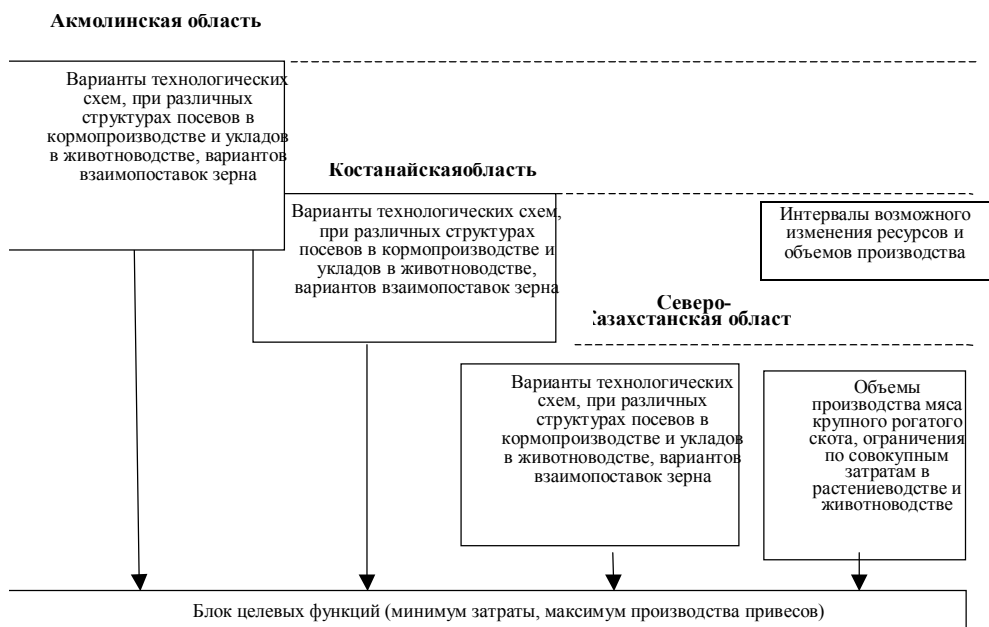 Акмолинская область
Варианты технологических
схем, при различных
структурах посевов в
кормопроизводстве и укладов
в животноводстве, вариантов
взаимопоставок зерна
Костанайскаяобласть
Варианты технологических схем,
при различных структурах
посевов в кормопроизводстве и
укладов в животноводстве,
вариантов взаимопоставок зерна
Интервалы возможного
изменения ресурсов и
объемов производства
Северо-
Казахстанская област
Варианты технологических
схем, при различных
структурах посевов в
кормопроизводстве и укладов
в животноводстве, вариантов
взаимопоставок зерна
Объемы
производства мяса
крупного рогатого
скота, ограничения
по совокупным
затратам в
растениеводстве и
животноводстве
Блок целевых функций (минимум затраты, максимум производства привесов)